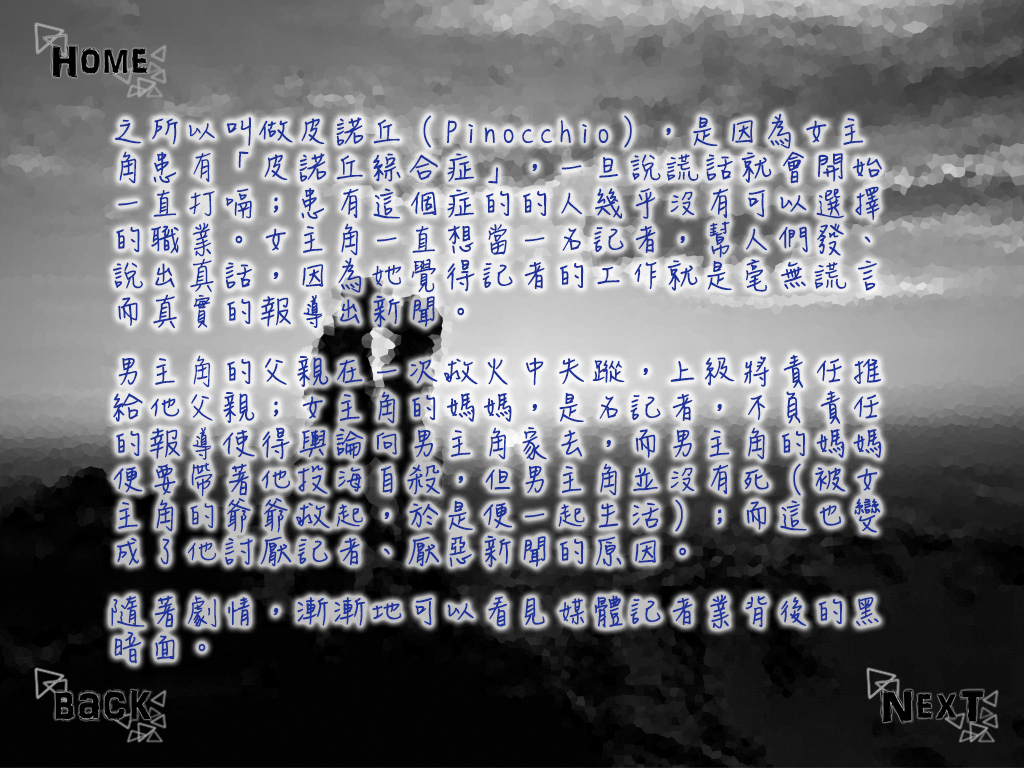 HOME
之所以叫做皮諾丘（Pinocchio），是因為女主
角患有「皮諾丘綜合症」，一旦說謊話就會開始
一直打嗝；患有這個症的的人幾乎沒有可以選擇
的職業。女主角一直想當一名記者，幫人們發、
說出真話，因為她覺得記者的工作就是毫無謊言
而真實的報導出新聞。
男主角的父親在一次救火中失蹤，上級將責任推
給他父親；女主角的媽媽，是名記者，不負責任
的報導使得輿論向男主角家去，而男主角的媽媽
便要帶著他投海自殺，但男主角並沒有死（被女
主角的爺爺救起，於是便一起生活）；而這也變
成了他討厭記者、厭惡新聞的原因。
隨著劇情，漸漸地可以看見媒體記者業背後的黑
暗面。
BaCK
NEXT